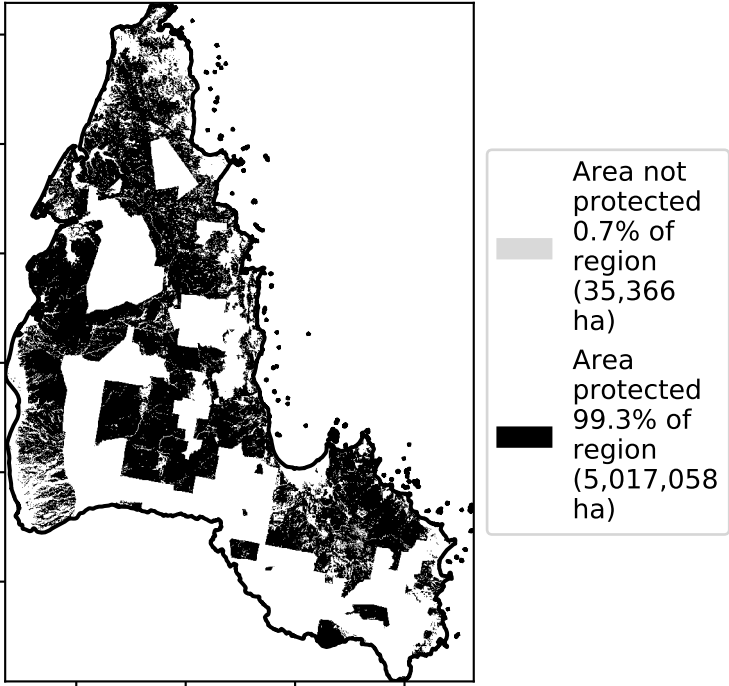 Area not
protected
0.7% of
region
(35,366
ha)
Area
protected
99.3% of
region
(5,017,058
ha)